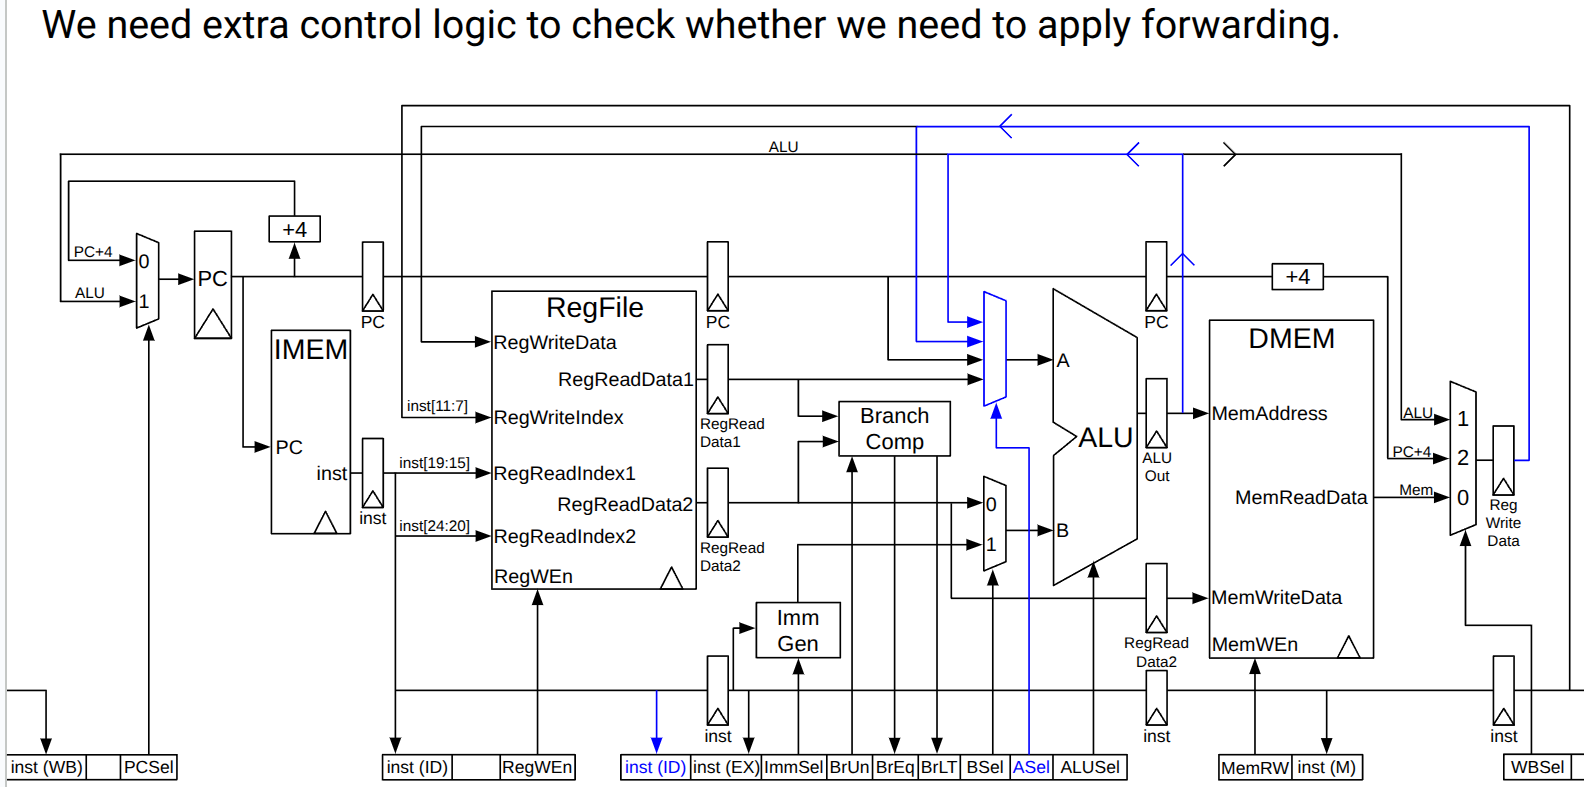 We need extra control logic to check whether we need to apply forwarding.
ALU
+4
PC+4
0
PC
ALU
1
+4
PC
PC
PC
IMEM
PC
inst
inst
RegFile
RegWriteData
RegReadData1
inst[11:7]
RegWriteIndex
inst[19:15]
RegReadIndex1
RegReadData2
inst[24:20]
RegReadIndex2
RegWEn
RegRead
Data1
RegRead
Data2
Branch
Comp
Imm
Gen
0
1
A
ALU
B
ALU
Out
RegRead
Data2
DMEM
MemAddress
MemReadData
MemWriteData
MemWEn
ALU
1
PC+4
2
Mem
0
Reg
Write
Data
inst
inst
inst
inst (WB)
PCSel
inst (ID)
RegWEn
inst (ID)
inst (EX)
ImmSel
BrUn
BrEq
BrLT
BSel
ASel
ALUSel
MemRW
inst (M)
WBSel